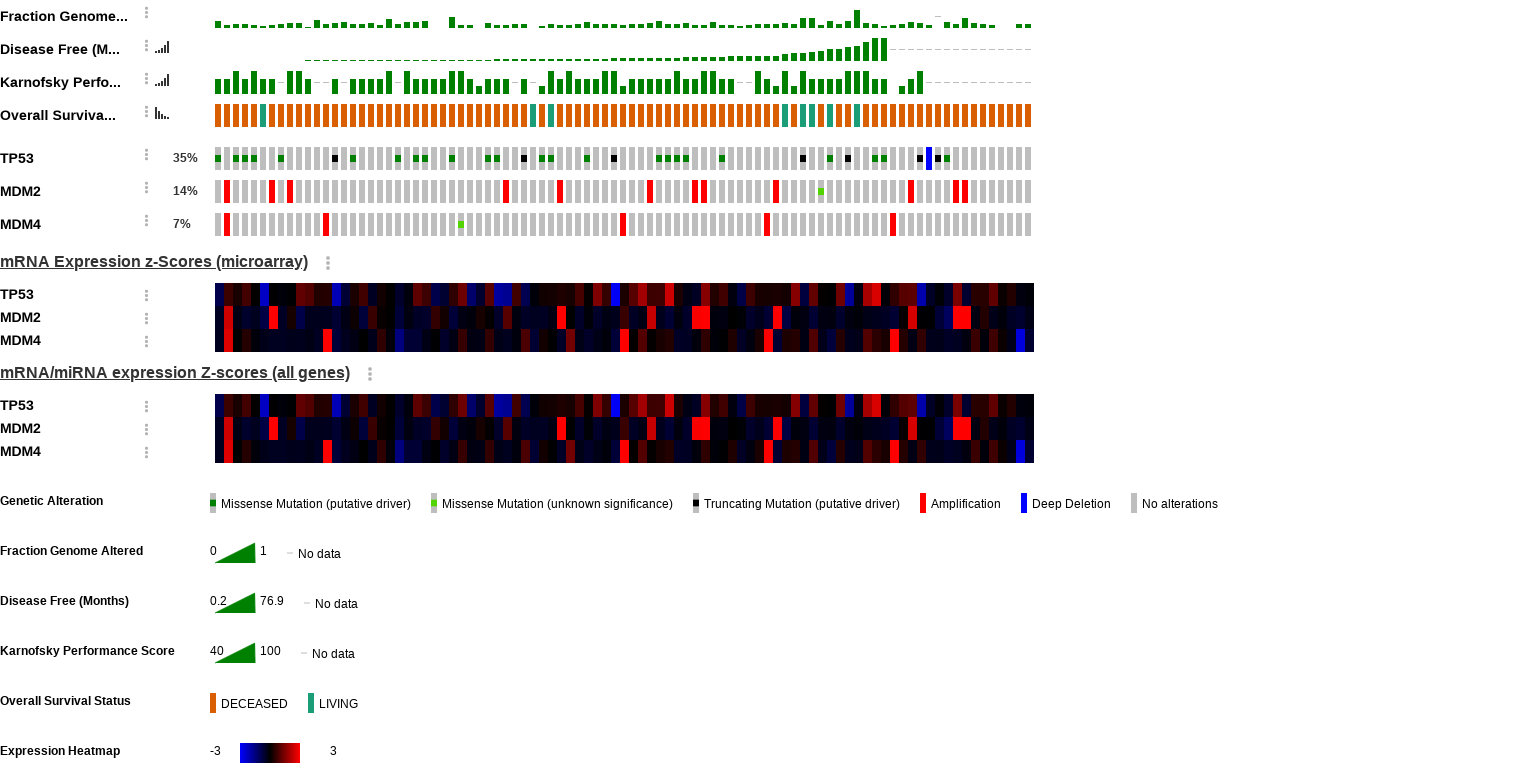 Fraction Genome...
Disease Free (M...
Karnofsky Perfo...
Overall Surviva...
TP53 35%
MDM2 14%
MDM4 7%
mRNA Expression z-Scores (microarray)
TP53
MDM2
MDM4
mRNA/miRNA expression Z-scores (all genes)
TP53
MDM2
MDM4
Genetic Alteration Missense Mutation (putative driver) Missense Mutation (unknown significance) Truncating Mutation (putative driver) Amplification Deep Deletion No alterations
Fraction Genome Altered 0 1 No data
Disease Free (Months) 0.2 76.9 No data
Karnofsky Performance Score 40 100 No data
Overall Survival Status DECEASED LIVING
Expression Heatmap -3 3